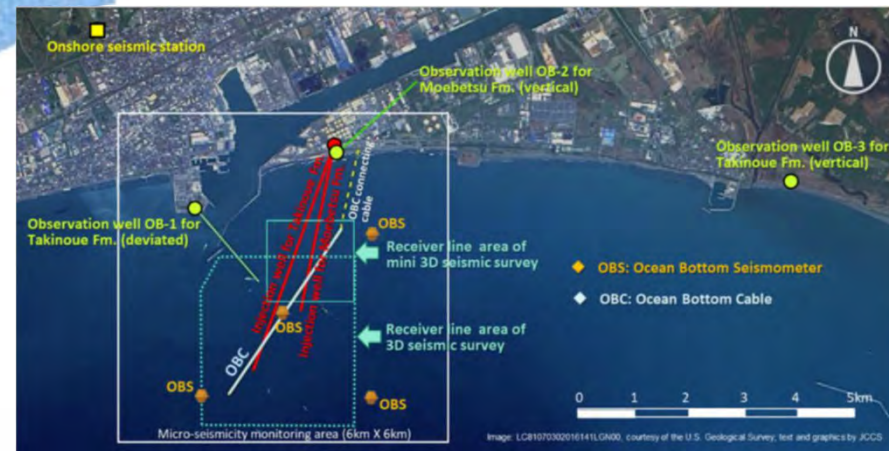 Onshore seismic station
N
Observation well OB-2 for
Moebetsu Fm. (vertical)
Observation well OB-3 for
Takinoue Fm. (vertical)
Observation well OB-1 for
Takinoue Fm. (deviated)
Injection well for Takinoue Fm.
Injection well for Moebetsu Fm.
OBC connecting
cable
OBS
Receiver line area of
mini 3D seismic survey
OBS: Ocean Bottom Seismometer
OBC: Ocean Bottom Cable
OBS
Receiver line area of
3D seismic survey
OBC
OBS
OBS
0 1 2 3 4 5km
Micro-seismicity monitoring area (6km X 6km)
Image: LC81070302016141LGN00, courtesy of the U.S. Geological Survey; text and graphics by JCCS